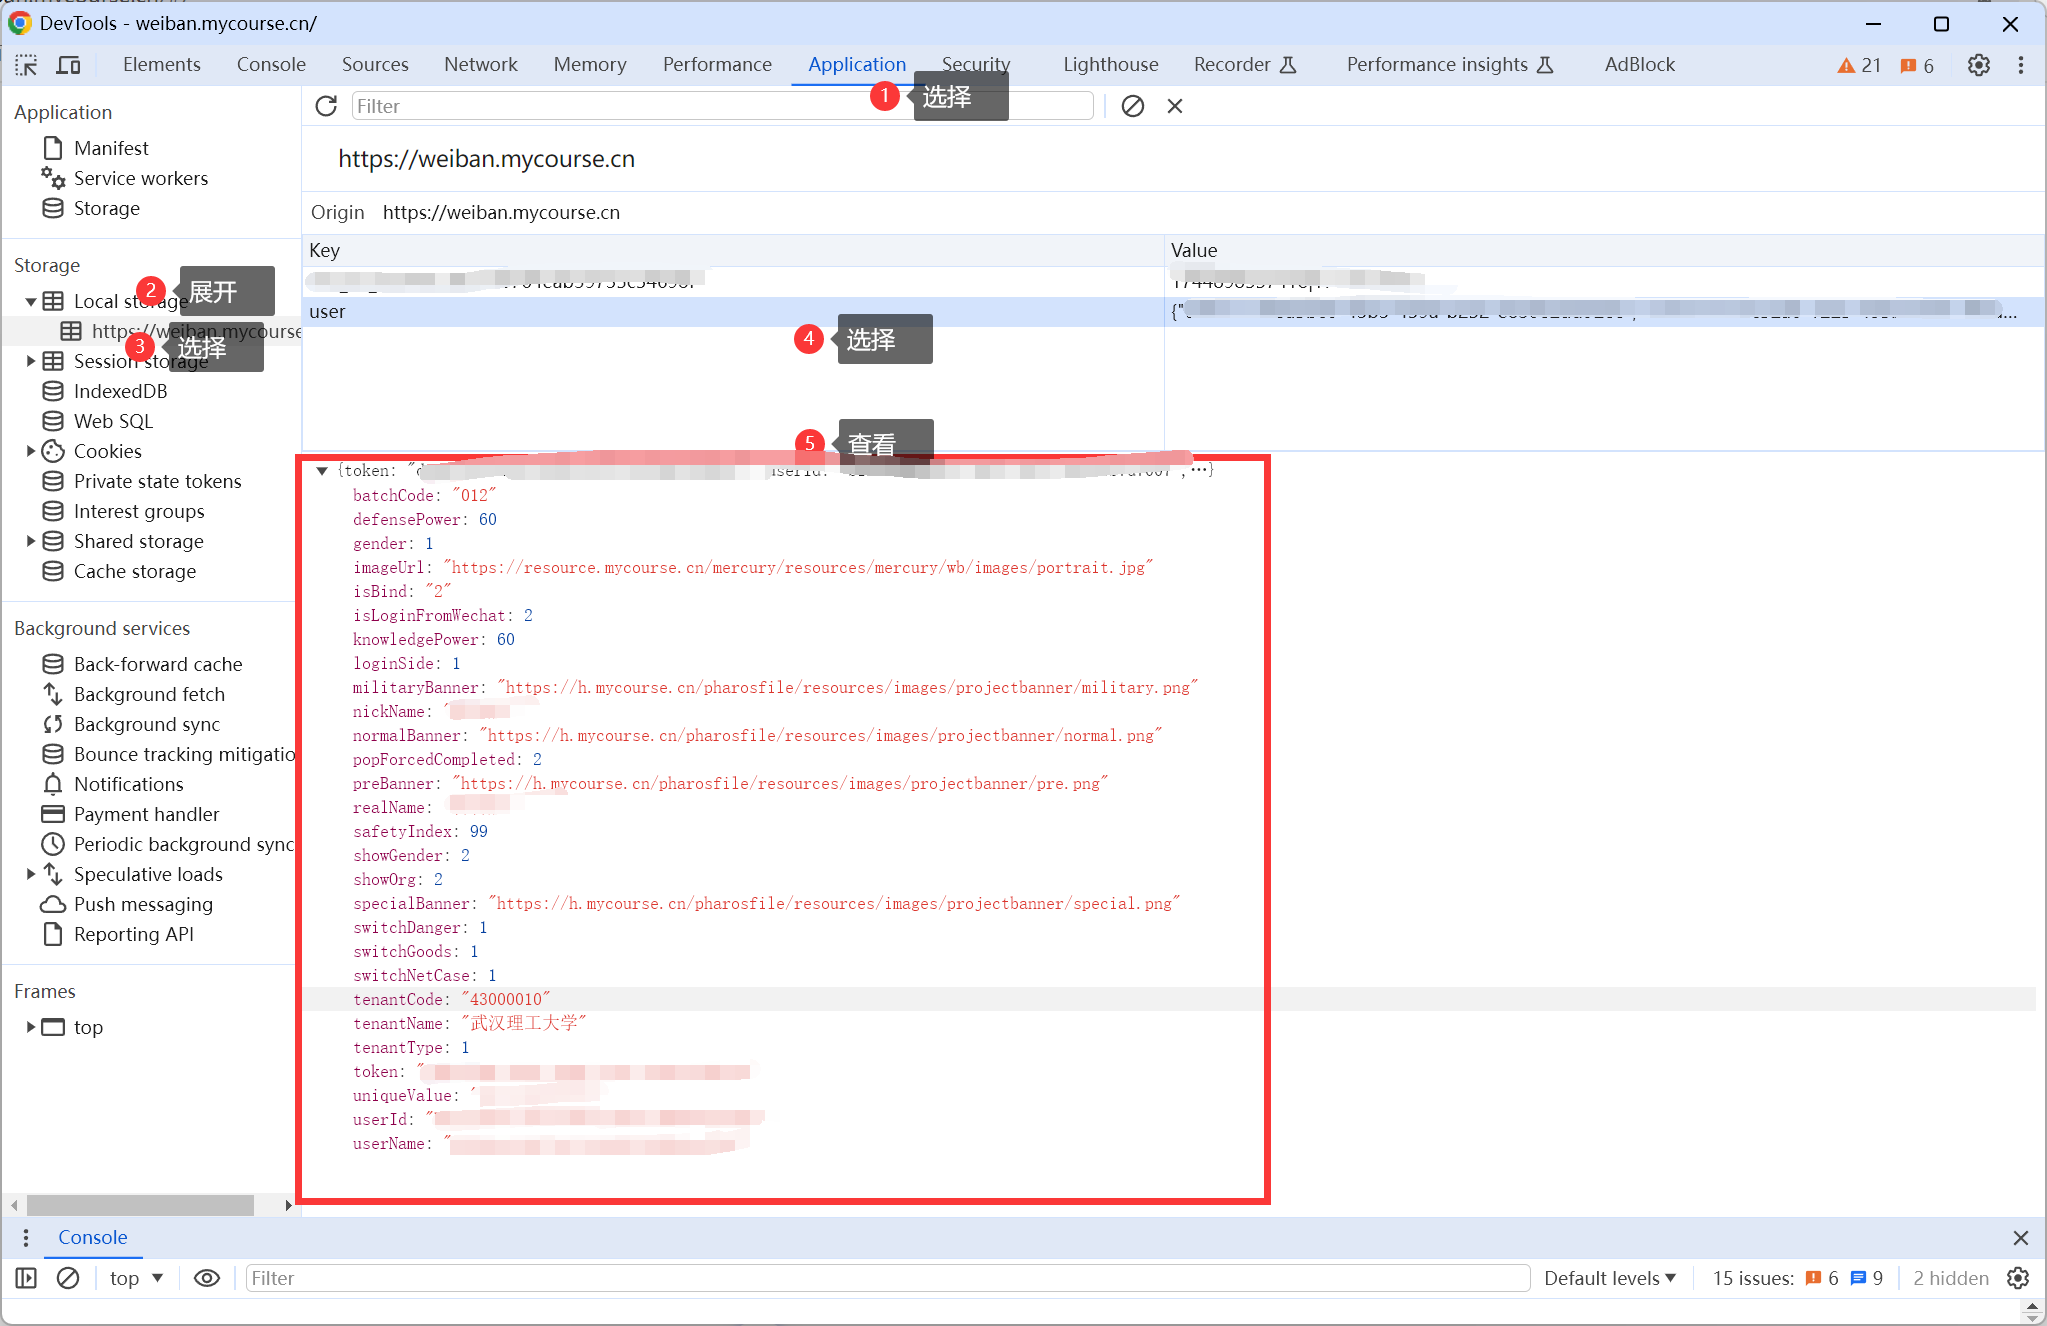 DevTools - weiban.mycourse.cn/
Elements Console Sources Network Memory Performance Application Security Lighthouse Recorder Performance insights AdBlock 21 6
1 选择
Filter
Application
Manifest
Service workers
Storage
https://weiban.mycourse.cn
Origin https://weiban.mycourse.cn
Key Value
user {"
Storage
2 展开
Local storage
https://weiban.mycourse
3 选择
Session storage
IndexedDB
Web SQL
Cookies
Private state tokens
Interest groups
Shared storage
Cache storage
4 选择
5 查看
{token: " userId: ,…}
batchCode: "012"
defensePower: 60
gender: 1
imageUrl: "https://resource.mycourse.cn/mercury/resources/mercury/wb/images/portrait.jpg"
isBind: "2"
isLoginFromWechat: 2
knowledgePower: 60
loginSide: 1
militaryBanner: "https://h.mycourse.cn/pharosfile/resources/images/projectbanner/military.png"
nickName:
normalBanner: "https://h.mycourse.cn/pharosfile/resources/images/projectbanner/normal.png"
popForcedCompleted: 2
preBanner: "https://h.mycourse.cn/pharosfile/resources/images/projectbanner/pre.png"
realName:
safetyIndex: 99
showGender: 2
showOrg: 2
specialBanner: "https://h.mycourse.cn/pharosfile/resources/images/projectbanner/special.png"
switchDanger: 1
switchGoods: 1
switchNetCase: 1
tenantCode: "43000010"
tenantName: "武汉理工大学"
tenantType: 1
token: "
uniqueValue:
userId: "
userName: "
Background services
Back-forward cache
Background fetch
Background sync
Bounce tracking mitigatio
Notifications
Payment handler
Periodic background sync
Speculative loads
Push messaging
Reporting API
Frames
top
Console
top Filter Default levels 15 issues: 6 9 2 hidden